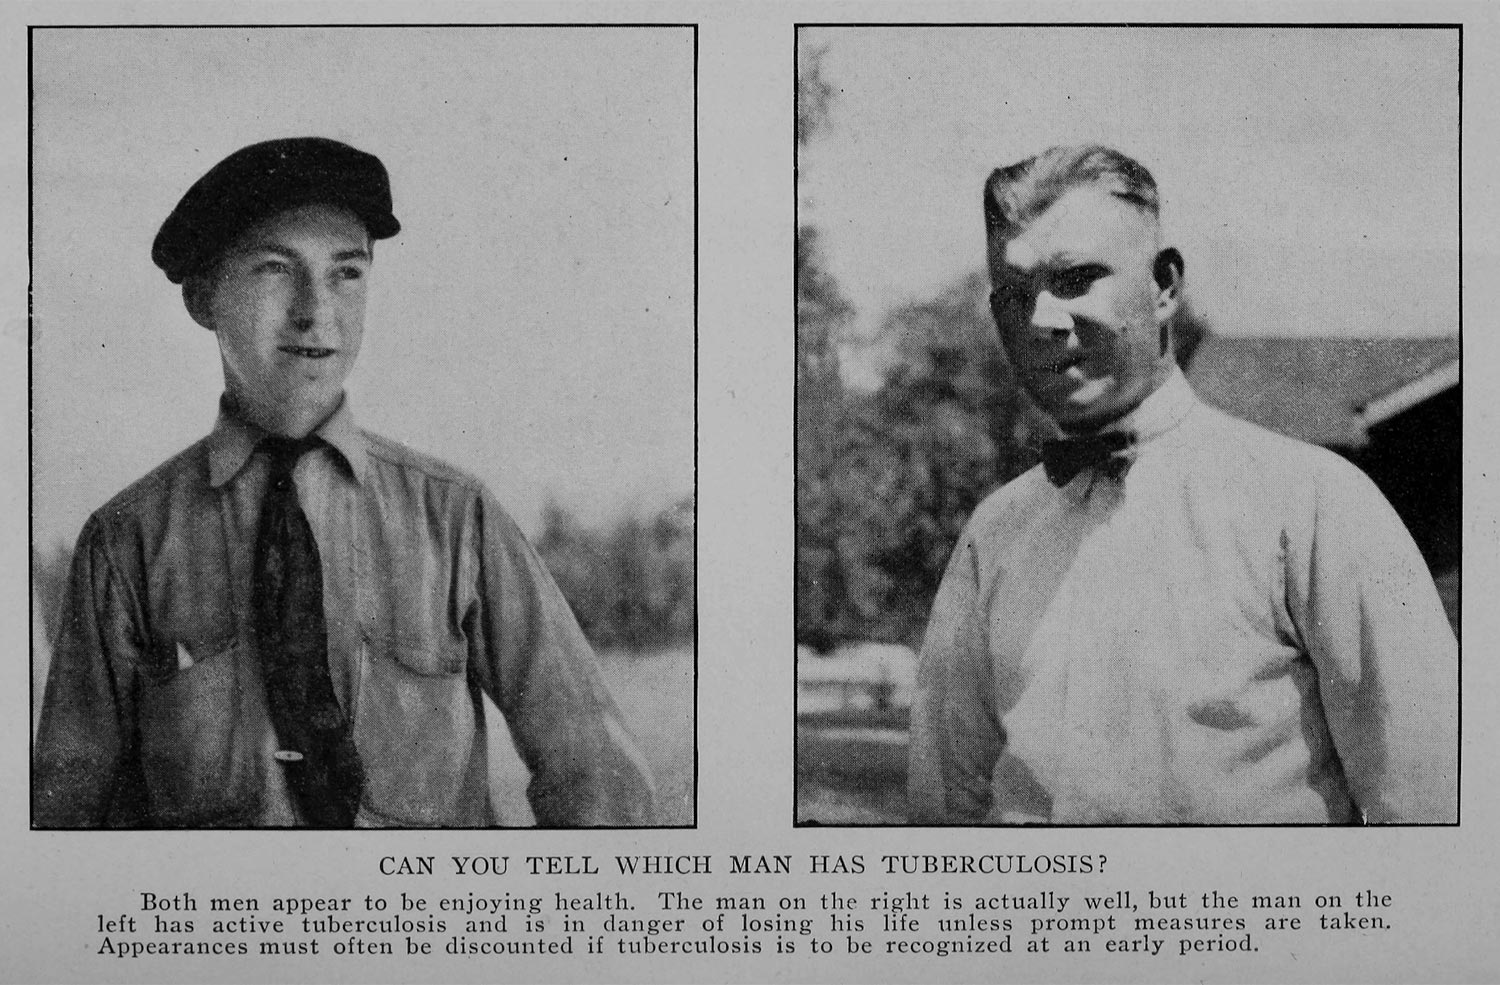 CAN YOU TELL WHICH MAN HAS TUBERCULOSIS?
Both men appear to be enjoying health. The man on the right is actually well, but the man on the
left has active tuberculosis and is in danger of losing his life unless prompt measures are taken.
Appearances must often be discounted if tuberculosis is to be recognized at an early period.